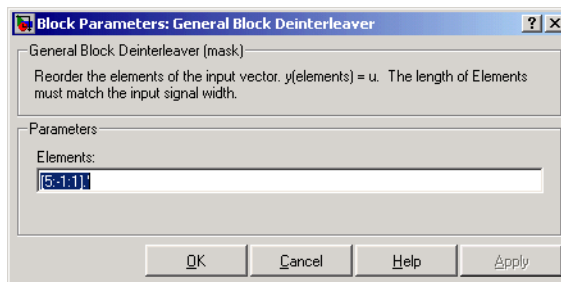 Block Parameters: General Block Deinterleaver
General Block Deinterleaver (mask)
Reorder the elements of the input vector. y(elements) = u. The length of Elements
must match the input signal width.
Parameters
Elements:
[5:-1:1].'
OK Cancel Help Apply